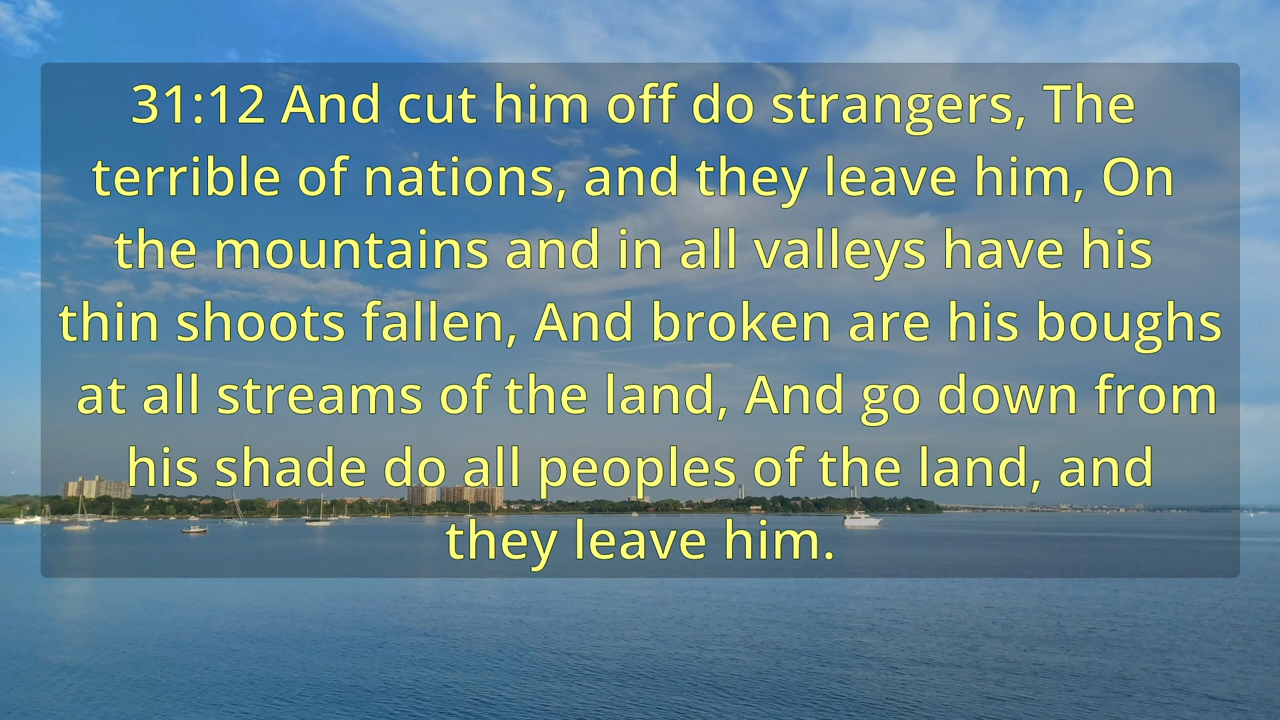 31:12 And cut him off do strangers, The
terrible of nations, and they leave him, On
the mountains and in all valleys have his
thin shoots fallen, And broken are his boughs
at all streams of the land, And go down from
his shade do all peoples of the land, and
they leave him.